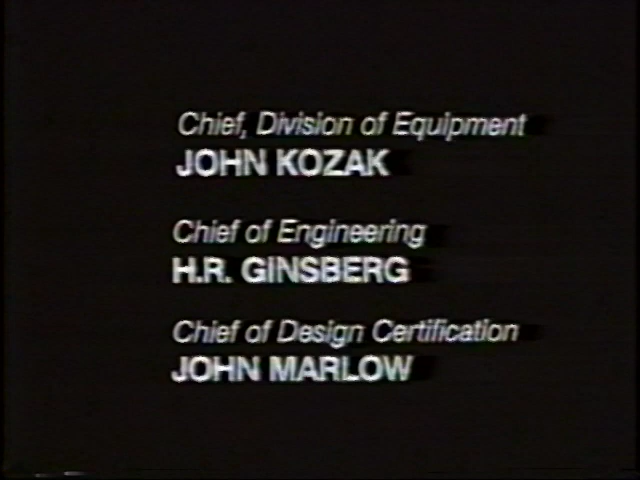 Chief, Division of Equipment
JOHN KOZAK
Chief of Engineering
H.R. GINSBERG
Chief of Design Certification
JOHN MARLOW